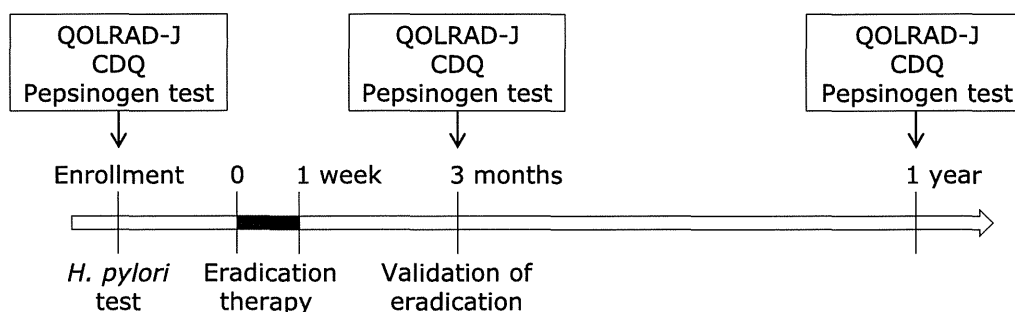 QOLRAD-J
CDQ
Pepsinogen test
QOLRAD-J
CDQ
Pepsinogen test
QOLRAD-J
CDQ
Pepsinogen test
Enrollment
0
1 week
3 months
1 year
H. pylori
test
Eradication
therapy
Validation of
eradication